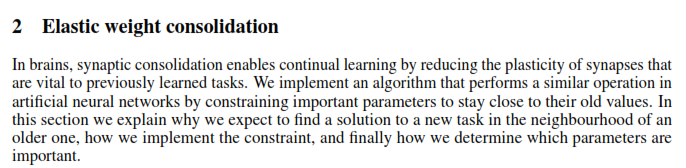 2 Elastic weight consolidation
In brains, synaptic consolidation enables continual learning by reducing the plasticity of synapses that
are vital to previously learned tasks. We implement an algorithm that performs a similar operation in
artificial neural networks by constraining important parameters to stay close to their old values. In
this section we explain why we expect to find a solution to a new task in the neighbourhood of an
older one, how we implement the constraint, and finally how we determine which parameters are
important.